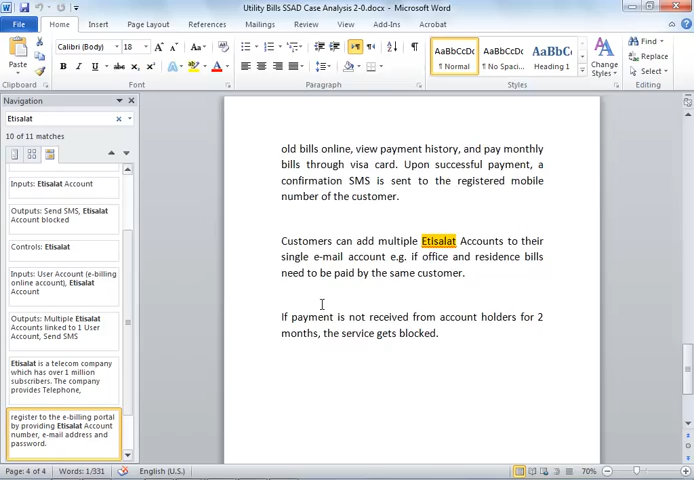 Utility Bills SSAD Case Analysis 2-0.docx - Microsoft Word
File Home Insert Page Layout References Mailings Review View Add-Ins Acrobat
Paste
Calibri (Body) 18
Clipboard Font Paragraph Styles Editing
AaBbCcDc AaBbCcDc AaBbCc
¶ Normal ¶ No Spaci... Heading 1
Change Styles
Find
Replace
Select
Navigation
Etisalat
10 of 11 matches
Inputs: Etisalat Account
Outputs: Send SMS, Etisalat
Account blocked
Controls: Etisalat
Inputs: User Account (e-billing
online account), Etisalat
Account
Outputs: Multiple Etisalat
Accounts linked to 1 User
Account, Send SMS
Etisalat is a telecom company
which has over 1 million
subscribers. The company
provides Telephone,
register to the e-billing portal
by providing Etisalat Account
number, e-mail address and
password.
old bills online, view payment history, and pay monthly
bills through visa card. Upon successful payment, a
confirmation SMS is sent to the registered mobile
number of the customer.
Customers can add multiple Etisalat Accounts to their
single e-mail account e.g. if office and residence bills
need to be paid by the same customer.
If payment is not received from account holders for 2
months, the service gets blocked.
Page: 4 of 4 Words: 1/331 English (U.S.) 70%